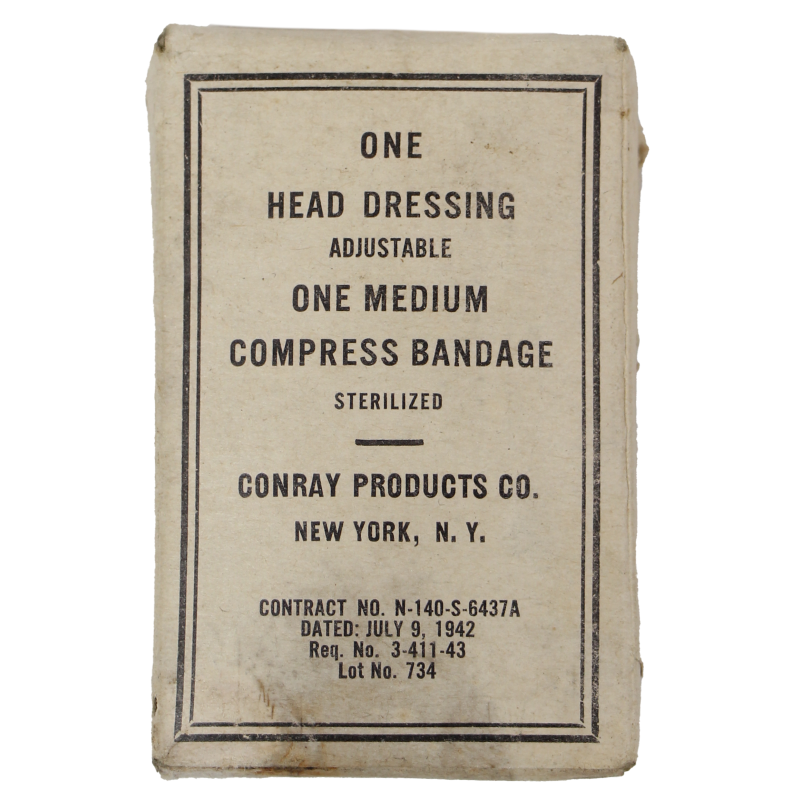 ONE
HEAD DRESSING
ADJUSTABLE
ONE MEDIUM
COMPRESS BANDAGE
STERILIZED
CONRAY PRODUCTS CO.
NEW YORK, N. Y.
CONTRACT NO. N-140-S-6437A
DATED: JULY 9, 1942
Req. No. 3-411-43
Lot No. 734